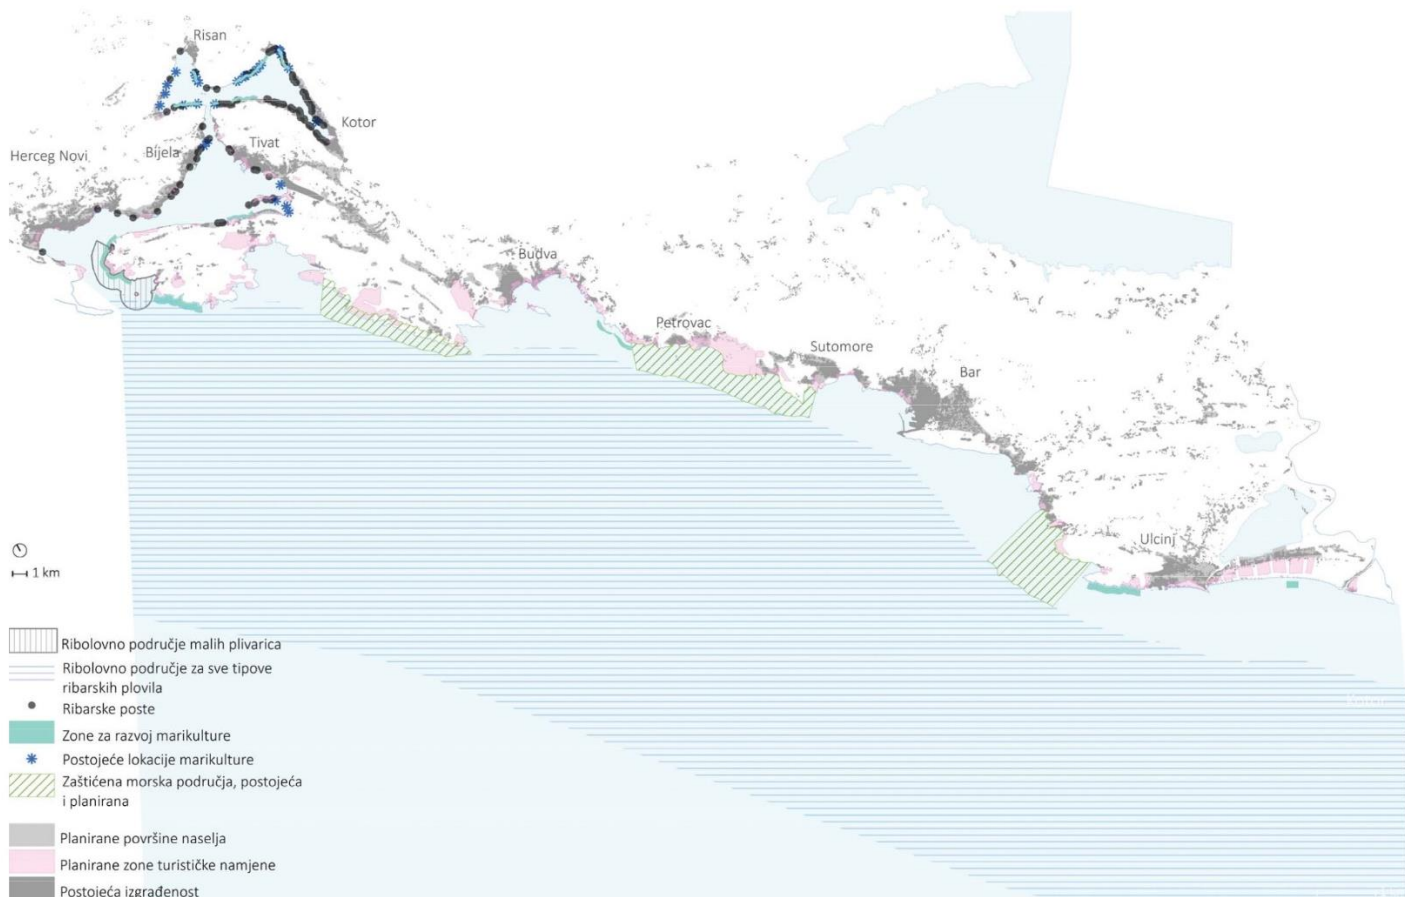 Risan
Kotor
Tivat
Bijela
Herceg Novi
Budva
Petrovac
Sutomore
Bar
Ulcinj
1 km
Ribolovno područje malih plivarica
Ribolovno područje za sve tipove
ribarskih plovila
Ribarske poste
Zone za razvoj marikulture
Postojeće lokacije marikulture
Zaštićena morska područja, postojeća
i planirana
Planirane površine naselja
Planirane zone turističke namjene
Postojeća izgrađenost